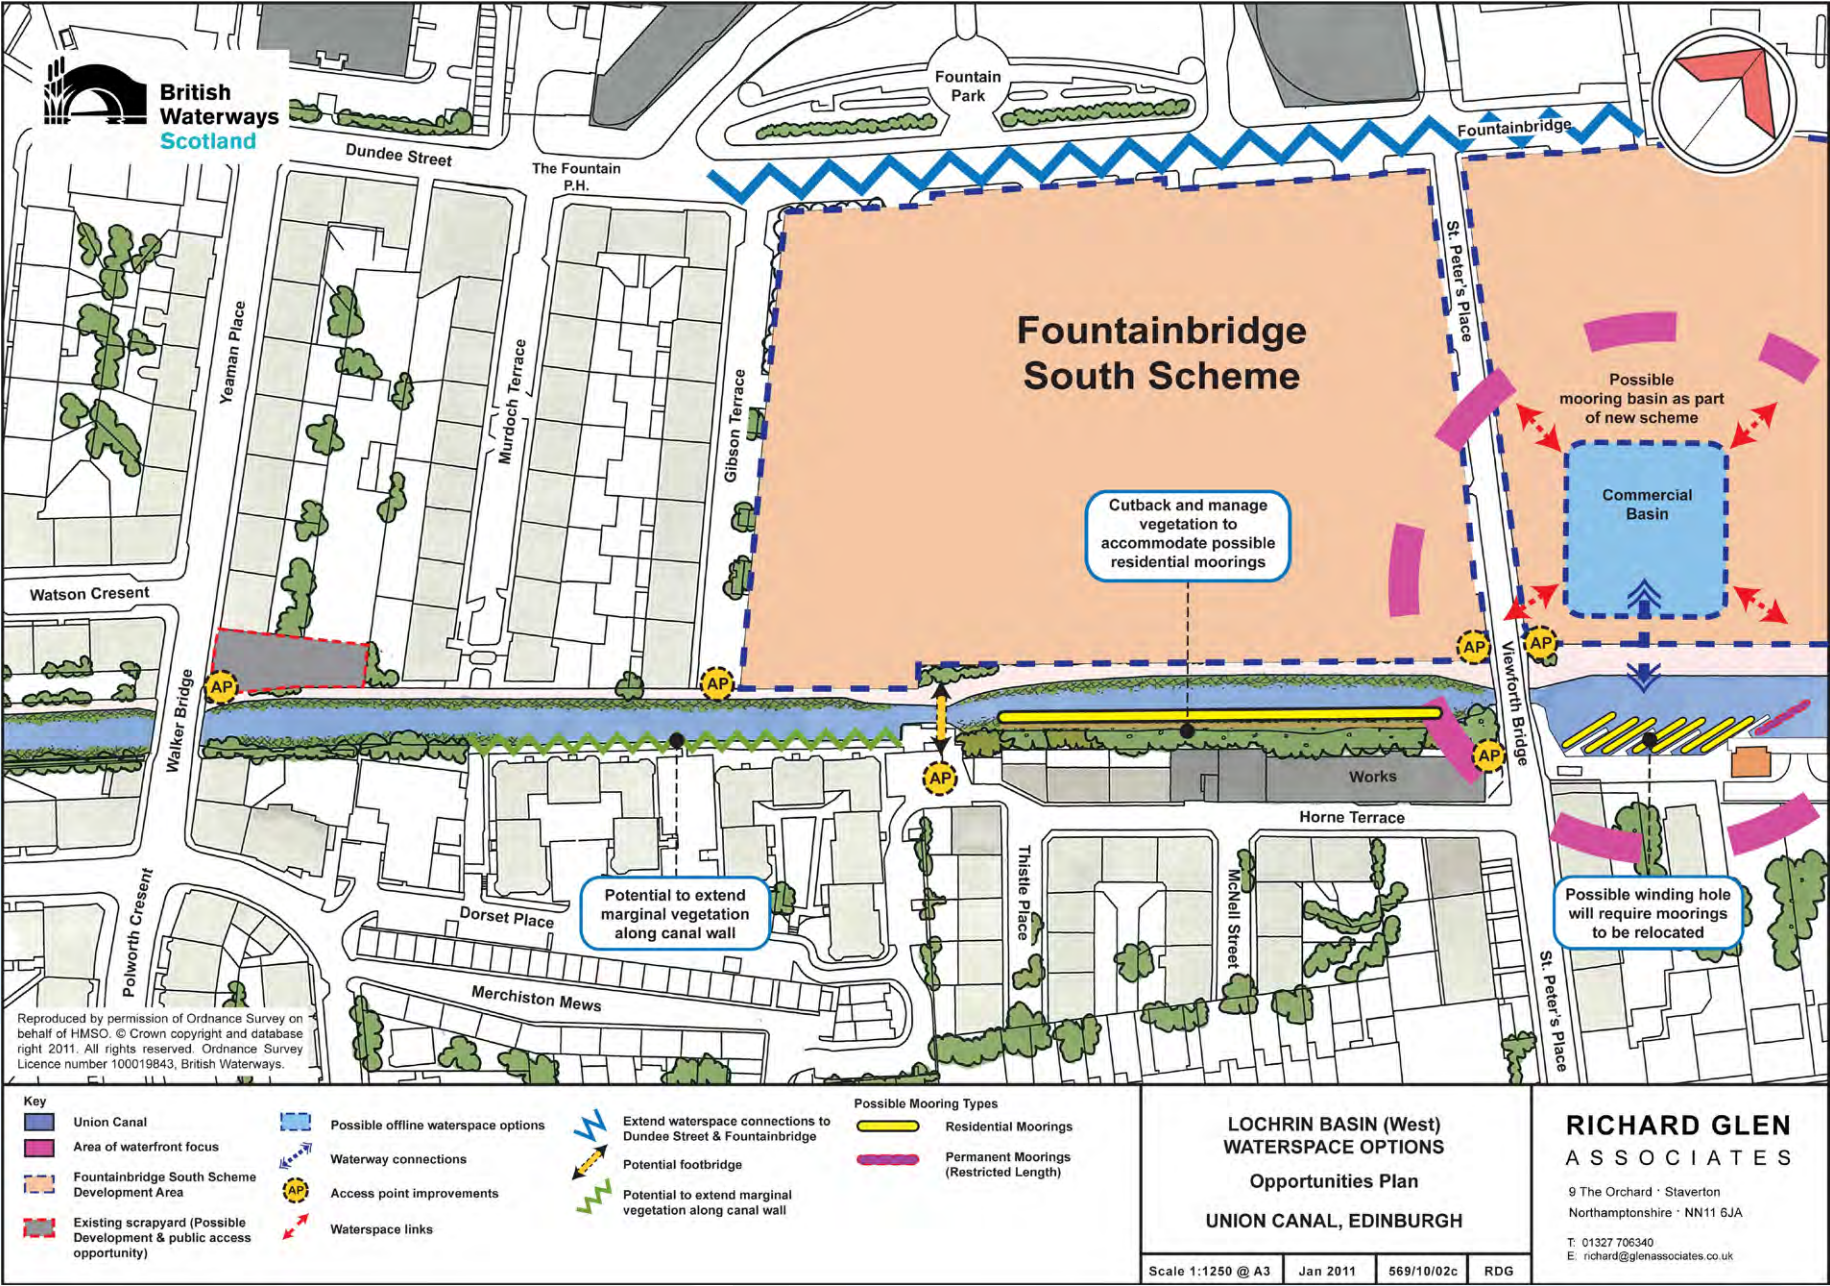 British
Waterways
Scotland
Fountain
Park
Dundee Street
The Fountain
P.H.
Fountainbridge
St. Peter's Place
Yeaman Place
Murdoch Terrace
Gibson Terrace
Fountainbridge
South Scheme
Possible
mooring basin as part
of new scheme
Commercial
Basin
Cutback and manage
vegetation to
accommodate possible
residential moorings
Watson Cresent
Walker Bridge
AP
AP
AP
AP
AP
AP
Viewforth Bridge
Works
Horne Terrace
Polworth Cresent
Dorset Place
Potential to extend
marginal vegetation
along canal wall
Thistle Place
McNeil Street
Possible winding hole
will require moorings
to be relocated
St. Peter's Place
Merchiston Mews
Reproduced by permission of Ordnance Survey on
behalf of HMSO. © Crown copyright and database
right 2011. All rights reserved. Ordnance Survey
Licence number 100019843, British Waterways.
Key
Union Canal
Area of waterfront focus
Fountainbridge South Scheme
Development Area
Existing scrapyard (Possible
Development & public access
opportunity)
Possible offline waterspace options
Waterway connections
AP
Access point improvements
Waterspace links
Extend waterspace connections to
Dundee Street & Fountainbridge
Potential footbridge
Potential to extend marginal
vegetation along canal wall
Possible Mooring Types
Residential Moorings
Permanent Moorings
(Restricted Length)
LOCHRIN BASIN (West)
WATERSPACE OPTIONS
Opportunities Plan
UNION CANAL, EDINBURGH
Scale 1:1250 @ A3
Jan 2011
569/10/02c
RDG
RICHARD GLEN
ASSOCIATES
9 The Orchard · Staverton
Northamptonshire · NN11 6JA
T: 01327 706340
E: richard@glenassociates.co.uk